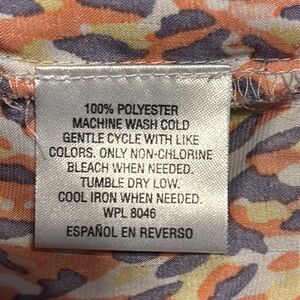 100% POLYESTER
MACHINE WASH COLD
GENTLE CYCLE WITH LIKE
COLORS. ONLY NON-CHLORINE
BLEACH WHEN NEEDED.
TUMBLE DRY LOW.
COOL IRON WHEN NEEDED.
WPL 8046
ESPAÑOL EN REVERSO